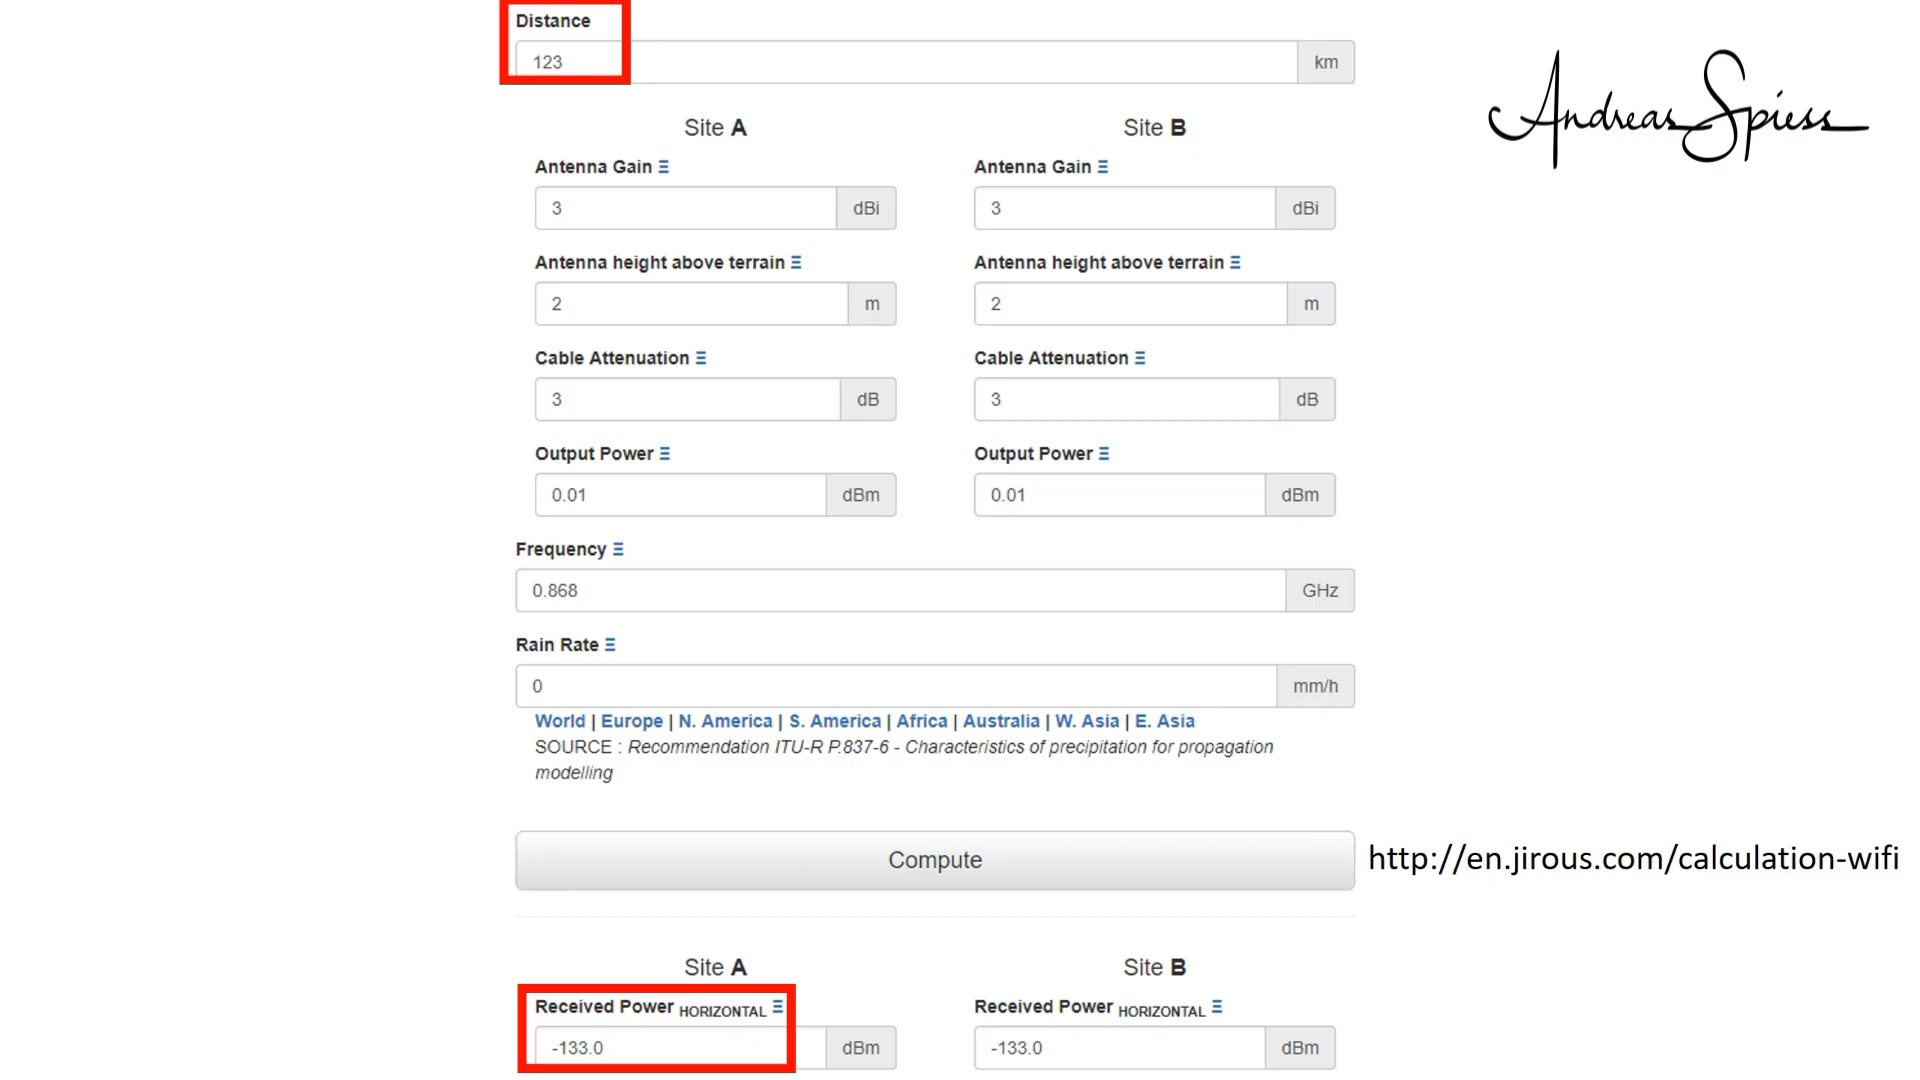 Distance
123 km
Andreas Spiess
Site A Site B
Antenna Gain Antenna Gain
3 dBi 3 dBi
Antenna height above terrain Antenna height above terrain
2 m 2 m
Cable Attenuation Cable Attenuation
3 dB 3 dB
Output Power Output Power
0.01 dBm 0.01 dBm
Frequency
0.868 GHz
Rain Rate
0 mm/h
World | Europe | N. America | S. America | Africa | Australia | W. Asia | E. Asia
SOURCE : Recommendation ITU-R P.837-6 - Characteristics of precipitation for propagation
modelling
Compute http://en.jirous.com/calculation-wifi
Site A Site B
Received Power HORIZONTAL Received Power HORIZONTAL
-133.0 dBm -133.0 dBm